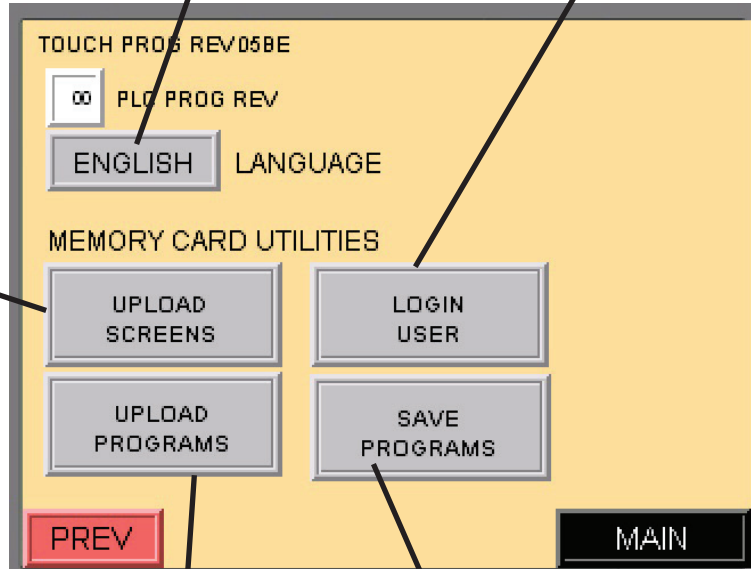 TOUCH PROG REV05BE
00 PLC PROG REV
ENGLISH LANGUAGE
MEMORY CARD UTILITIES
UPLOAD
SCREENS
LOGIN
USER
UPLOAD
PROGRAMS
SAVE
PROGRAMS
PREV
MAIN